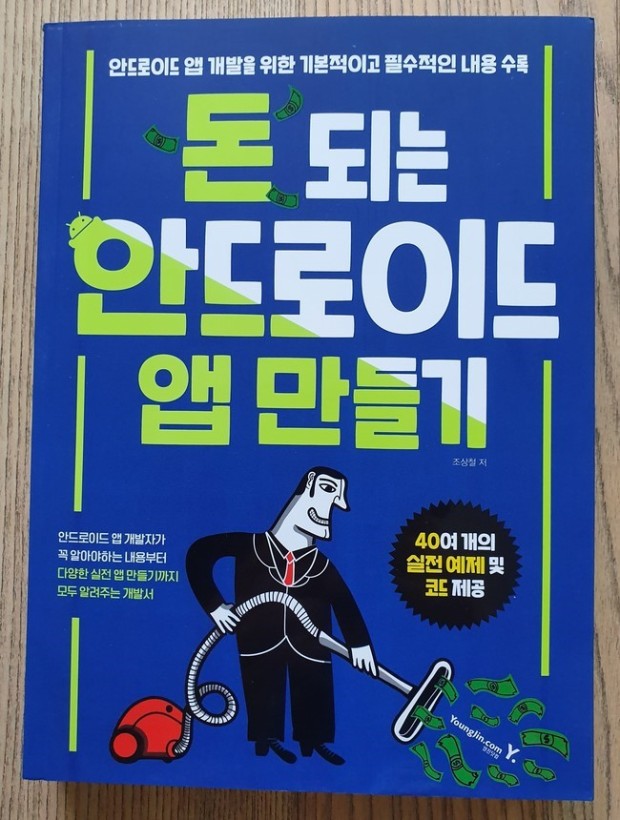 안드로이드 앱 개발을 위한 기본적이고 필수적인 내용 수록
돈 되는
안드로이드
앱 만들기
조상철 저
안드로이드 앱 개발자가
꼭 알아야하는 내용부터
다양한 실전 앱 만들기까지
모두 알려주는 개발서
40여 개의
실전 예제 및
코드 제공
YoungJin.com Y.
영진닷컴